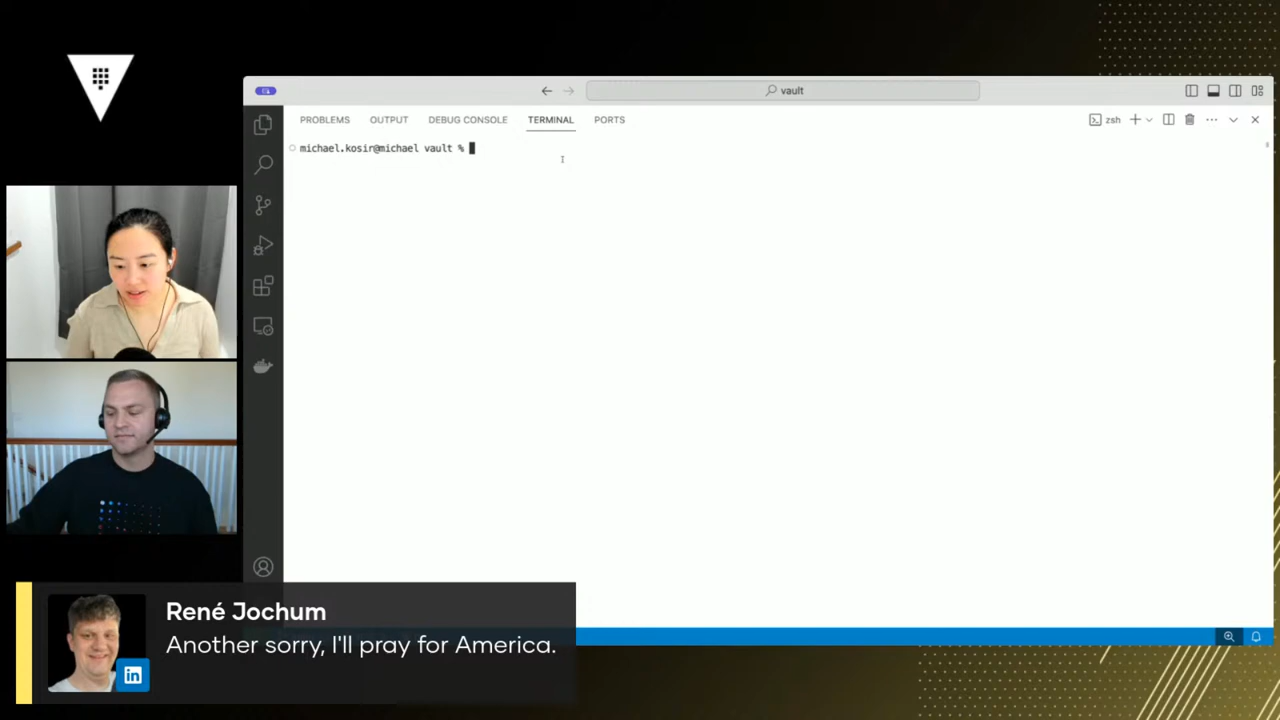 vault
PROBLEMS OUTPUT DEBUG CONSOLE TERMINAL PORTS zsh
michael.kosir@michael vault %
René Jochum
Another sorry, I'll pray for America.
in